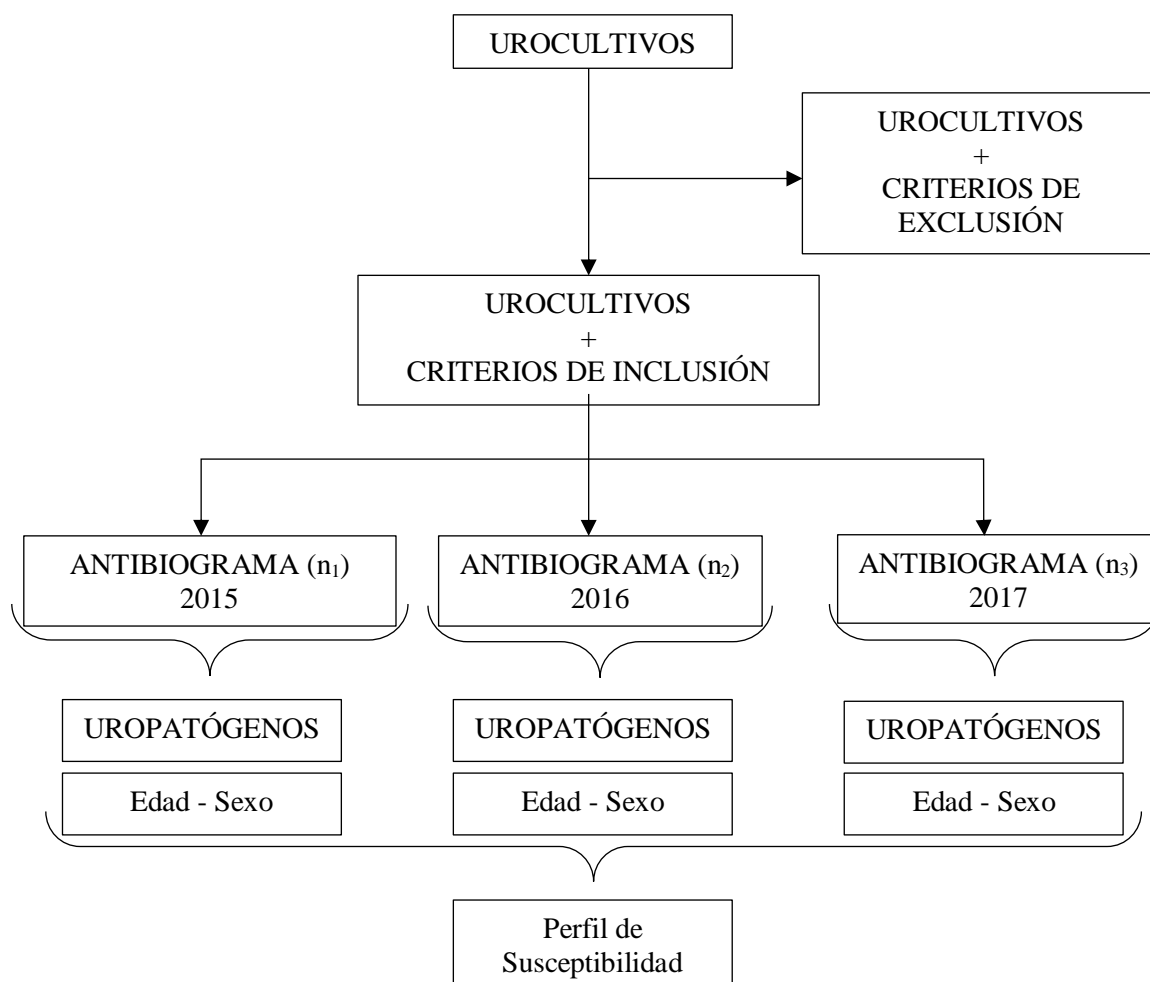 UROCULTIVOS
UROCULTIVOS
+
CRITERIOS DE
EXCLUSIÓN
UROCULTIVOS
+
CRITERIOS DE INCLUSIÓN
ANTIBIOGRAMA (n₁)
2015
ANTIBIOGRAMA (n₂)
2016
ANTIBIOGRAMA (n₃)
2017
UROPATÓGENOS
UROPATÓGENOS
UROPATÓGENOS
Edad - Sexo
Edad - Sexo
Edad - Sexo
Perfil de
Susceptibilidad